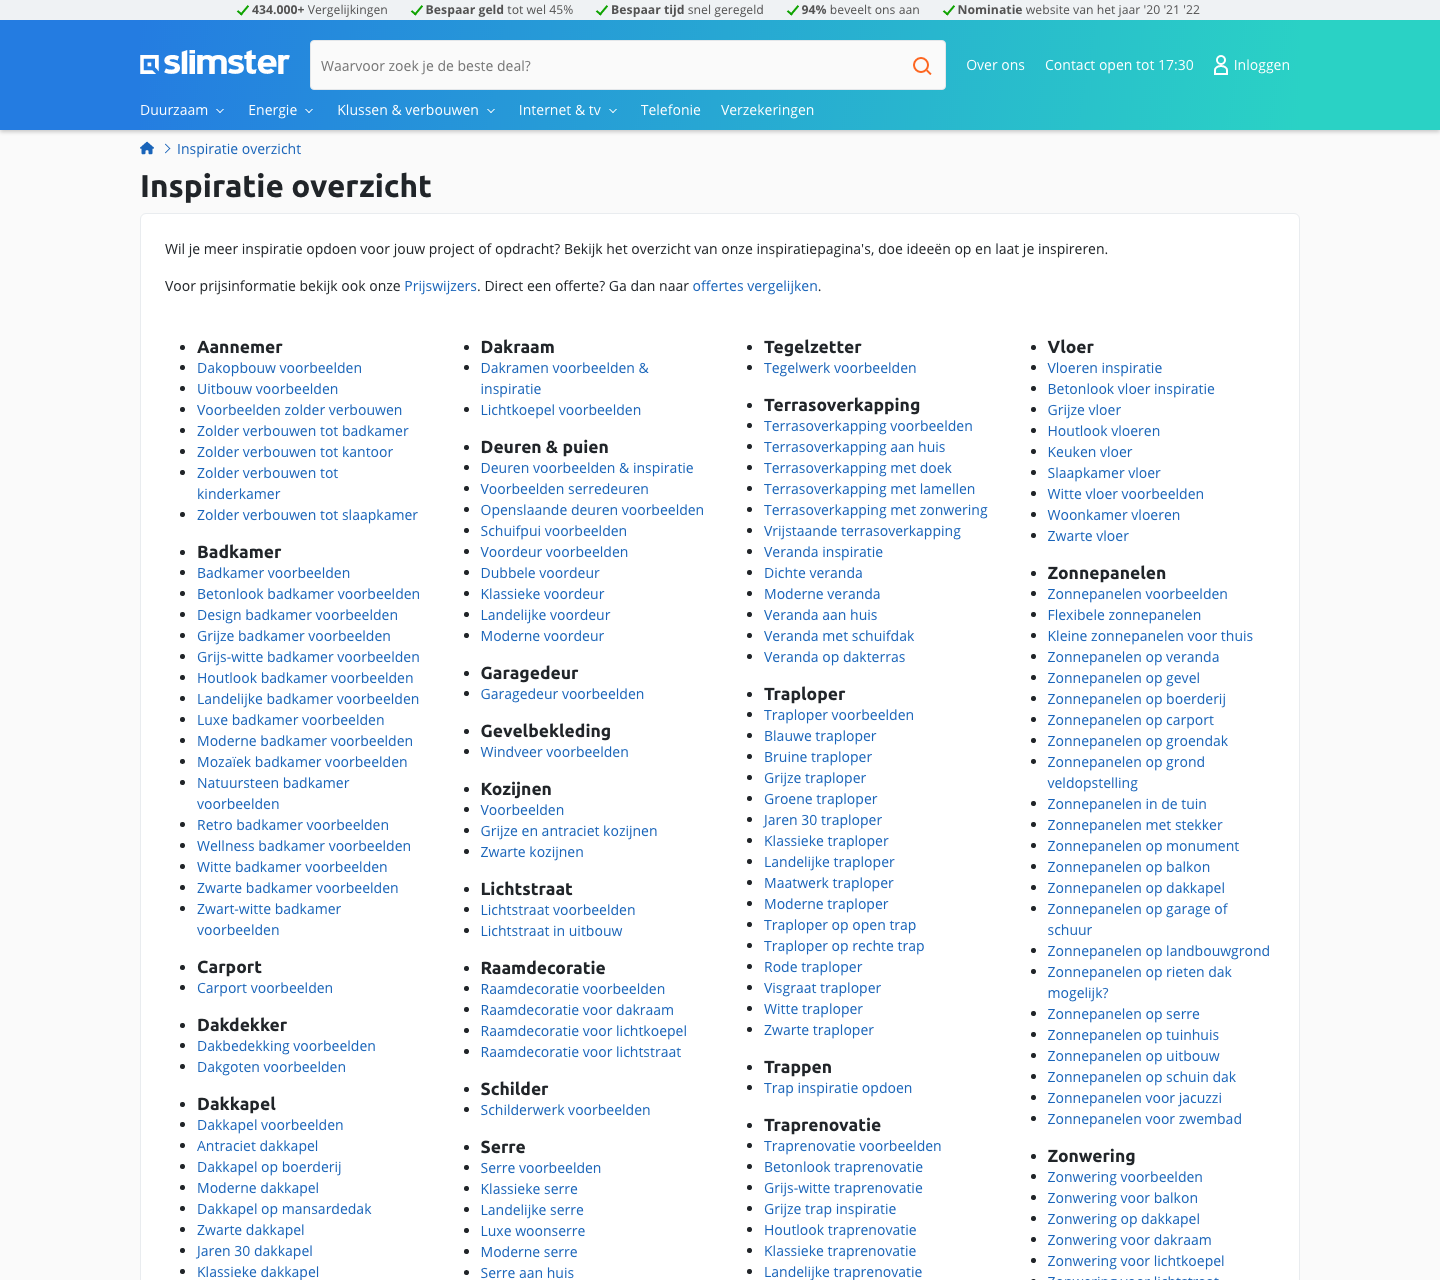 434.000+ Vergelijkingen Bespaar geld tot wel 45% Bespaar tijd snel geregeld 94% beveelt ons aan Nominatie website van het jaar '20 '21 '22
slimster
Waarvoor zoek je de beste deal?
Over ons Contact open tot 17:30 Inloggen
Duurzaam Energie Klussen & verbouwen Internet & tv Telefonie Verzekeringen
Inspiratie overzicht
Inspiratie overzicht
Wil je meer inspiratie opdoen voor jouw project of opdracht? Bekijk het overzicht van onze inspiratiepagina's, doe ideeën op en laat je inspireren.
Voor prijsinformatie bekijk ook onze Prijswijzers. Direct een offerte? Ga dan naar offertes vergelijken.
Aannemer
Dakopbouw voorbeelden
Uitbouw voorbeelden
Voorbeelden zolder verbouwen
Zolder verbouwen tot badkamer
Zolder verbouwen tot kantoor
Zolder verbouwen tot
kinderkamer
Zolder verbouwen tot slaapkamer
Badkamer
Badkamer voorbeelden
Betonlook badkamer voorbeelden
Design badkamer voorbeelden
Grijze badkamer voorbeelden
Grijs-witte badkamer voorbeelden
Houtlook badkamer voorbeelden
Landelijke badkamer voorbeelden
Luxe badkamer voorbeelden
Moderne badkamer voorbeelden
Mozaïek badkamer voorbeelden
Natuursteen badkamer
voorbeelden
Retro badkamer voorbeelden
Wellness badkamer voorbeelden
Witte badkamer voorbeelden
Zwarte badkamer voorbeelden
Zwart-witte badkamer
voorbeelden
Carport
Carport voorbeelden
Dakdekker
Dakbedekking voorbeelden
Dakgoten voorbeelden
Dakkapel
Dakkapel voorbeelden
Antraciet dakkapel
Dakkapel op boerderij
Moderne dakkapel
Dakkapel op mansardedak
Zwarte dakkapel
Jaren 30 dakkapel
Klassieke dakkapel
Dakraam
Dakramen voorbeelden &
inspiratie
Lichtkoepel voorbeelden
Deuren & puien
Deuren voorbeelden & inspiratie
Voorbeelden serredeuren
Openslaande deuren voorbeelden
Schuifpui voorbeelden
Voordeur voorbeelden
Dubbele voordeur
Klassieke voordeur
Landelijke voordeur
Moderne voordeur
Garagedeur
Garagedeur voorbeelden
Gevelbekleding
Windveer voorbeelden
Kozijnen
Voorbeelden
Grijze en antraciet kozijnen
Zwarte kozijnen
Lichtstraat
Lichtstraat voorbeelden
Lichtstraat in uitbouw
Raamdecoratie
Raamdecoratie voorbeelden
Raamdecoratie voor dakraam
Raamdecoratie voor lichtkoepel
Raamdecoratie voor lichtstraat
Schilder
Schilderwerk voorbeelden
Serre
Serre voorbeelden
Klassieke serre
Landelijke serre
Luxe woonserre
Moderne serre
Serre aan huis
Tegelzetter
Tegelwerk voorbeelden
Terrasoverkapping
Terrasoverkapping voorbeelden
Terrasoverkapping aan huis
Terrasoverkapping met doek
Terrasoverkapping met lamellen
Terrasoverkapping met zonwering
Vrijstaande terrasoverkapping
Veranda inspiratie
Dichte veranda
Moderne veranda
Veranda aan huis
Veranda met schuifdak
Veranda op dakterras
Traploper
Traploper voorbeelden
Blauwe traploper
Bruine traploper
Grijze traploper
Groene traploper
Jaren 30 traploper
Klassieke traploper
Landelijke traploper
Maatwerk traploper
Moderne traploper
Traploper op open trap
Traploper op rechte trap
Rode traploper
Visgraat traploper
Witte traploper
Zwarte traploper
Trappen
Trap inspiratie opdoen
Traprenovatie
Traprenovatie voorbeelden
Betonlook traprenovatie
Grijs-witte traprenovatie
Grijze trap inspiratie
Houtlook traprenovatie
Klassieke traprenovatie
Landelijke traprenovatie
Vloer
Vloeren inspiratie
Betonlook vloer inspiratie
Grijze vloer
Houtlook vloeren
Keuken vloer
Slaapkamer vloer
Witte vloer voorbeelden
Woonkamer vloeren
Zwarte vloer
Zonnepanelen
Zonnepanelen voorbeelden
Flexibele zonnepanelen
Kleine zonnepanelen voor thuis
Zonnepanelen op veranda
Zonnepanelen op gevel
Zonnepanelen op boerderij
Zonnepanelen op carport
Zonnepanelen op groendak
Zonnepanelen op grond
veldopstelling
Zonnepanelen in de tuin
Zonnepanelen met stekker
Zonnepanelen op monument
Zonnepanelen op balkon
Zonnepanelen op dakkapel
Zonnepanelen op garage of
schuur
Zonnepanelen op landbouwgrond
Zonnepanelen op rieten dak
mogelijk?
Zonnepanelen op serre
Zonnepanelen op tuinhuis
Zonnepanelen op uitbouw
Zonnepanelen op schuin dak
Zonnepanelen voor jacuzzi
Zonnepanelen voor zwembad
Zonwering
Zonwering voorbeelden
Zonwering voor balkon
Zonwering op dakkapel
Zonwering voor dakraam
Zonwering voor lichtkoepel